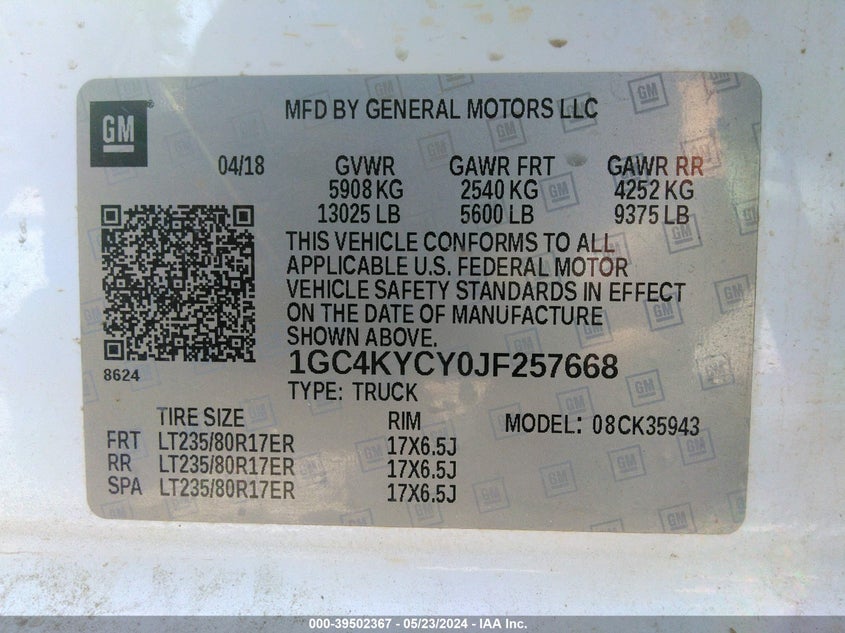 GM
MFD BY GENERAL MOTORS LLC
04/18 GVWR GAWR FRT GAWR RR
5908 KG 2540 KG 4252 KG
13025 LB 5600 LB 9375 LB
THIS VEHICLE CONFORMS TO ALL
APPLICABLE U.S. FEDERAL MOTOR
VEHICLE SAFETY STANDARDS IN EFFECT
ON THE DATE OF MANUFACTURE
SHOWN ABOVE.
8624
1GC4KYCY0JF257668
TYPE: TRUCK
TIRE SIZE RIM MODEL: 08CK35943
FRT LT235/80R17ER 17X6.5J
RR LT235/80R17ER 17X6.5J
SPA LT235/80R17ER 17X6.5J
000-39502367 - 05/23/2024 - IAA Inc.